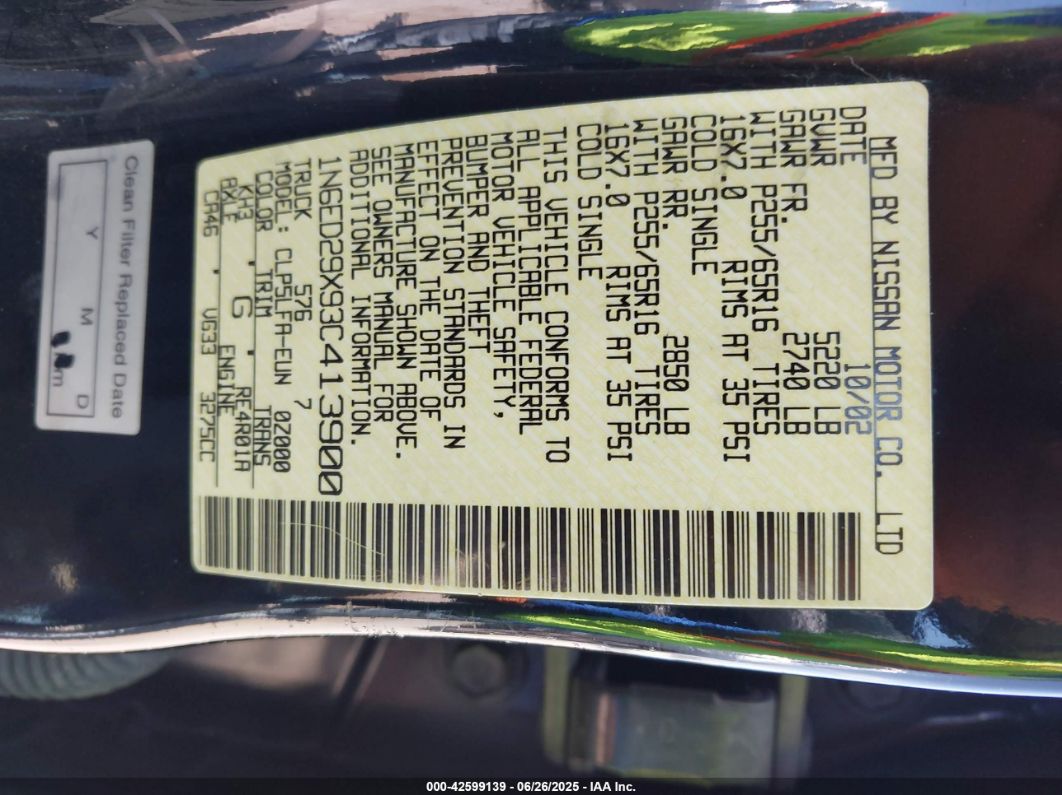 MFD BY NISSAN MOTOR CO. LTD
DATE 10/02
GVWR 5220 LB
GAWR FR. 2740 LB
WITH P255/65R16 TIRES
16X7.0 RIMS AT 35 PSI
COLD SINGLE
GAWR RR. 2850 LB
WITH P255/65R16 TIRES
16X7.0 RIMS AT 35 PSI
COLD SINGLE
THIS VEHICLE CONFORMS TO
ALL APPLICABLE FEDERAL
MOTOR VEHICLE SAFETY,
BUMPER AND THEFT
PREVENTION STANDARDS IN
EFFECT ON THE DATE OF
MANUFACTURE SHOWN ABOVE.
SEE OWNERS MANUAL FOR
ADDITIONAL INFORMATION.
1N6ED29X93C413900
TRUCK 576 7
MODEL: CLPSLFA-EUN 0Z000
COLOR TRIM TRANS
KH3 G RE4R01A
AXLE ENGINE
CM46 VG33 3275CC
Clean Filter Replaced Date
Y M D
000-42599139 - 06/26/2025 - IAA Inc.